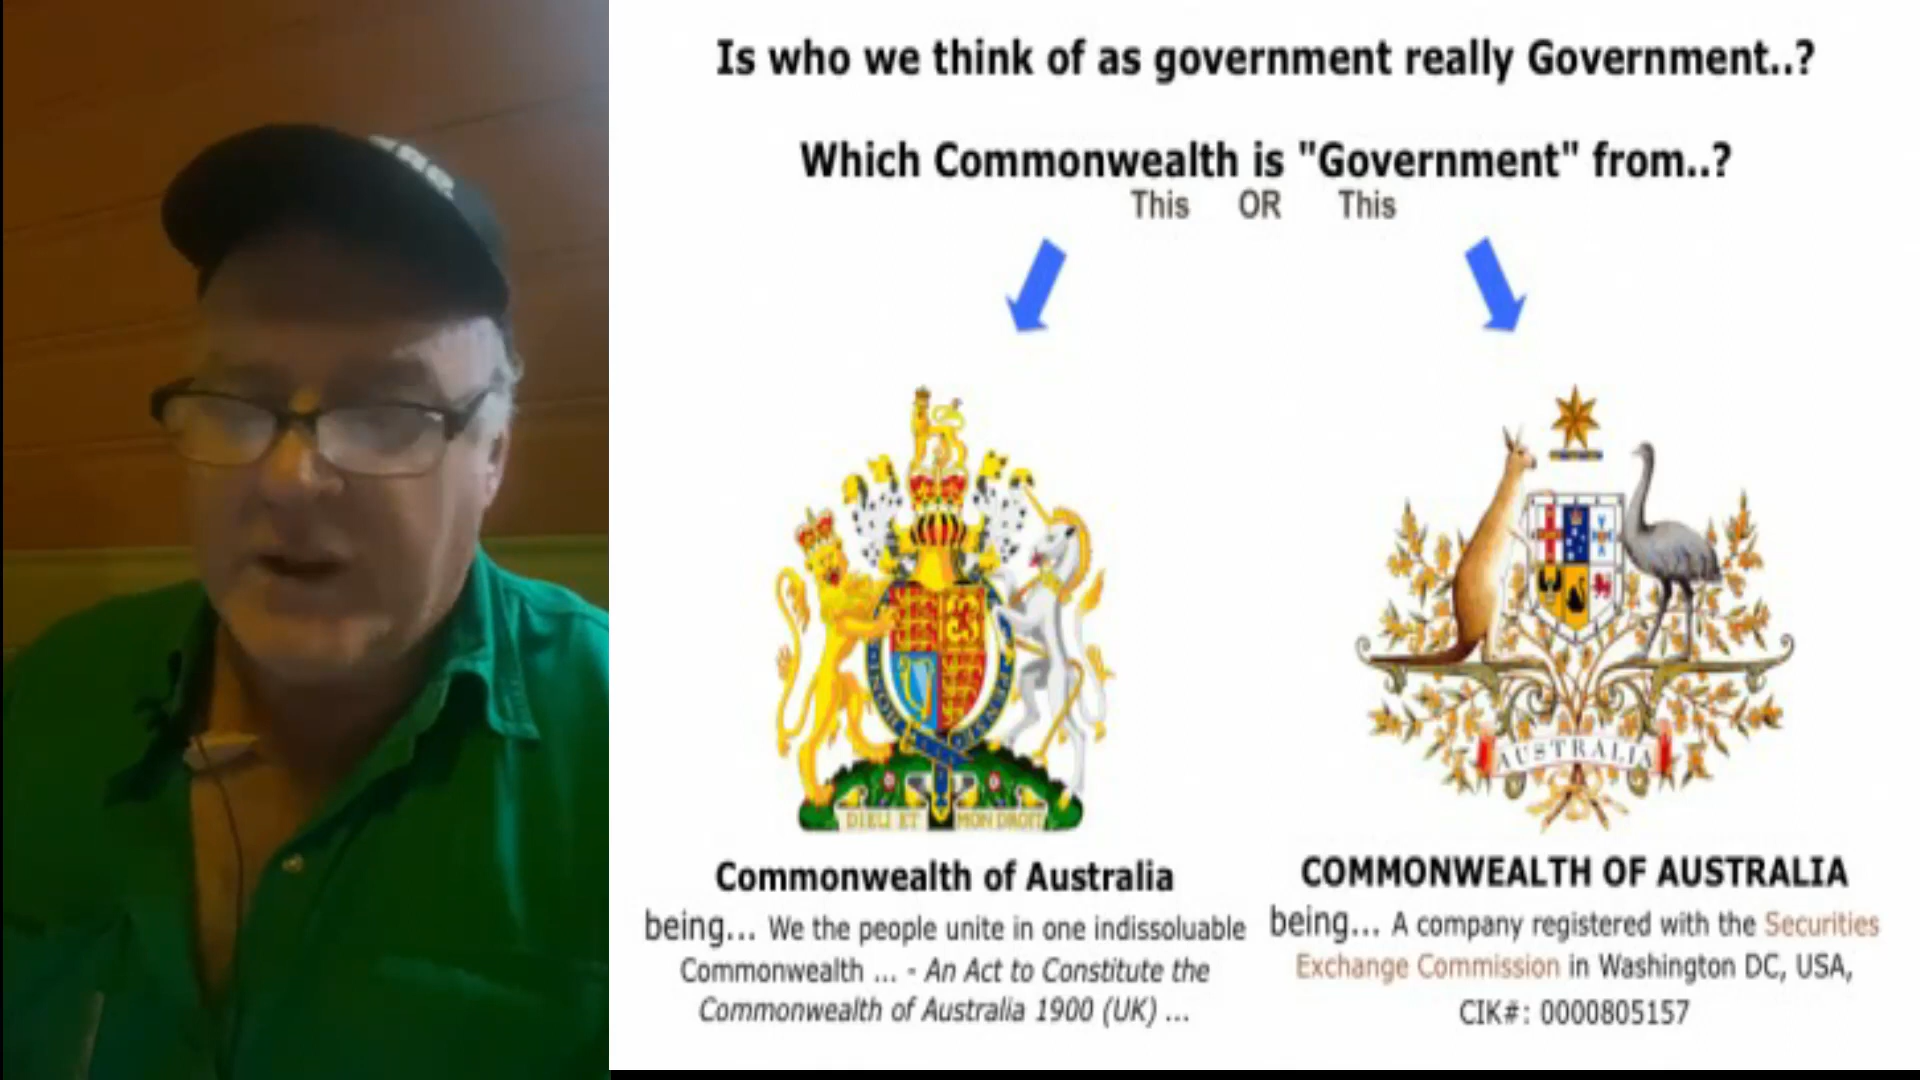 Is who we think of as government really Government..?
Which Commonwealth is "Government" from..?
This OR This
DIEU ET MON DROIT
AUSTRALIA
Commonwealth of Australia
being... We the people unite in one indissoluable
Commonwealth ... - An Act to Constitute the
Commonwealth of Australia 1900 (UK) ...
COMMONWEALTH OF AUSTRALIA
being... A company registered with the Securities
Exchange Commission in Washington DC, USA,
CIK#: 0000805157